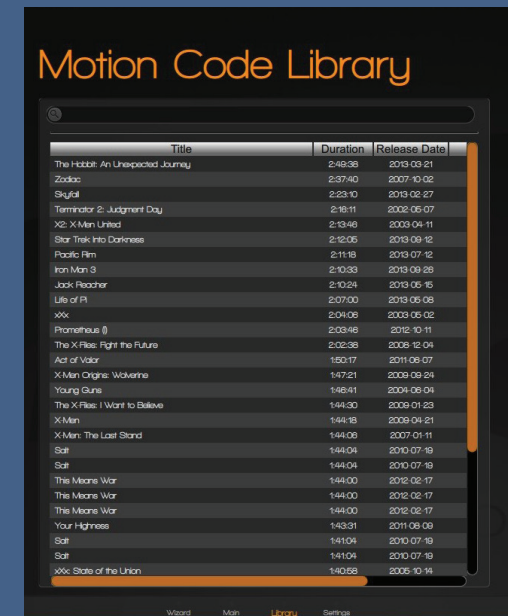 Motion Code Library
Title Duration Release Date
The Hobbit: An Unexpected Journey 2:49:38 2013-03-21
Zodiac 2:37:40 2007-10-02
Skyfall 2:23:10 2013-02-27
Terminator 2: Judgment Day 2:16:11 2002-05-07
X2: X-Men United 2:13:46 2003-04-11
Star Trek Into Darkness 2:12:05 2013-09-12
Pacific Rim 2:11:18 2013-07-12
Iron Man 3 2:10:33 2013-09-26
Jack Reacher 2:10:24 2013-05-15
Life of Pi 2:07:00 2013-06-08
xXx 2:04:06 2003-05-02
Prometheus (I) 2:03:46 2012-10-11
The X-Files: Fight the Future 2:02:38 2008-12-04
Act of Valor 1:50:17 2011-06-07
X-Men Origins: Wolverine 1:47:21 2009-09-24
Young Guns 1:46:41 2004-06-04
The X-Files: I Want to Believe 1:44:30 2009-01-23
X-Men 1:44:18 2009-04-21
X-Men: The Last Stand 1:44:06 2007-01-11
Salt 1:44:04 2010-07-19
Salt 1:44:04 2010-07-19
This Means War 1:44:00 2012-02-17
This Means War 1:44:00 2012-02-17
This Means War 1:44:00 2012-02-17
Your Highness 1:43:31 2011-08-09
Salt 1:41:04 2010-07-19
Salt 1:41:04 2010-07-19
xXx: State of the Union 1:40:58 2005-10-14
Wizard Main Library Settings